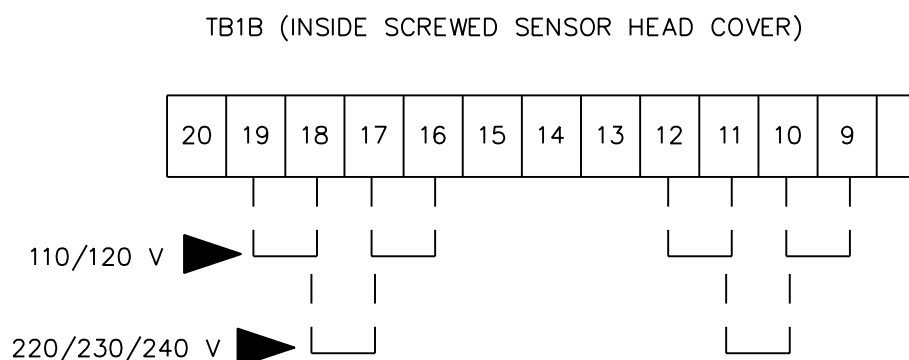 TB1B (INSIDE SCREWED SENSOR HEAD COVER)
20 19 18 17 16 15 14 13 12 11 10 9
110/120 V
220/230/240 V